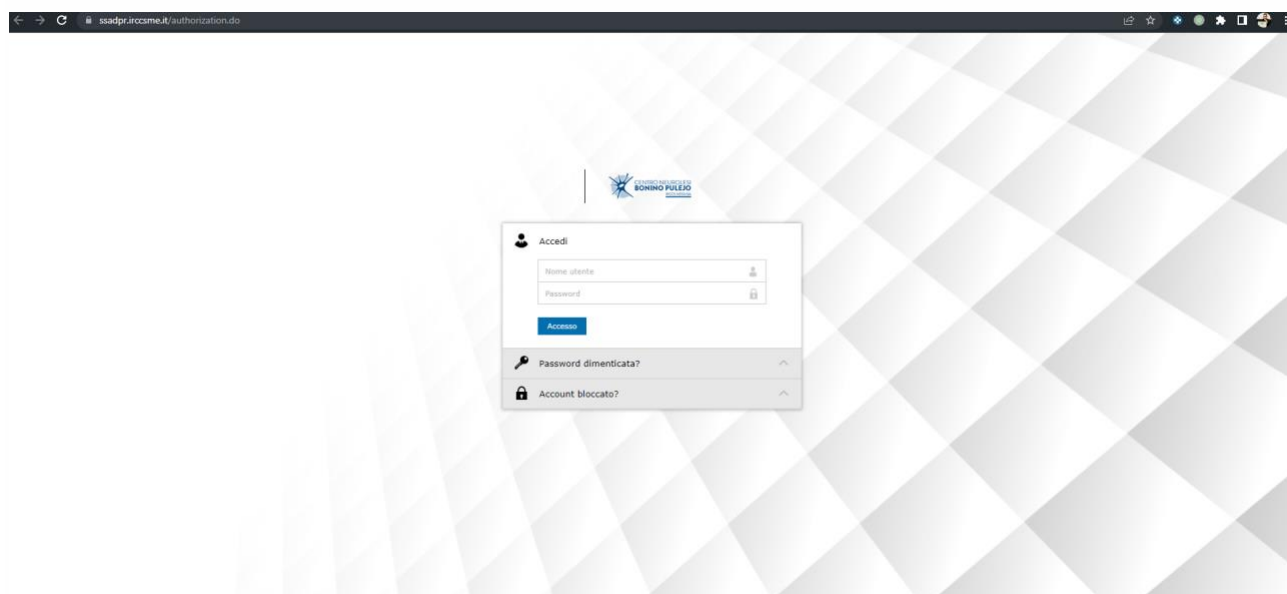 ssadpr.irccsme.it/authorization.do
CENTRO NEUROLESI
BONINO PULEJO
Accedi
Nome utente
Password
Accesso
Password dimenticata?
Account bloccato?